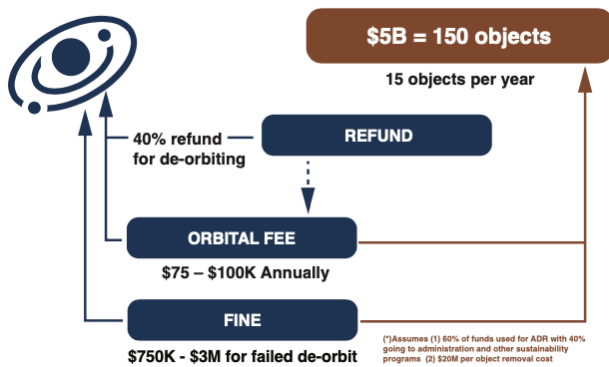 $5B = 150 objects
15 objects per year
40% refund
for de-orbiting
REFUND
ORBITAL FEE
$75 – $100K Annually
FINE
$750K - $3M for failed de-orbit
(*)Assumes (1) 60% of funds used for ADR with 40%
going to administration and other sustainability
programs (2) $20M per object removal cost